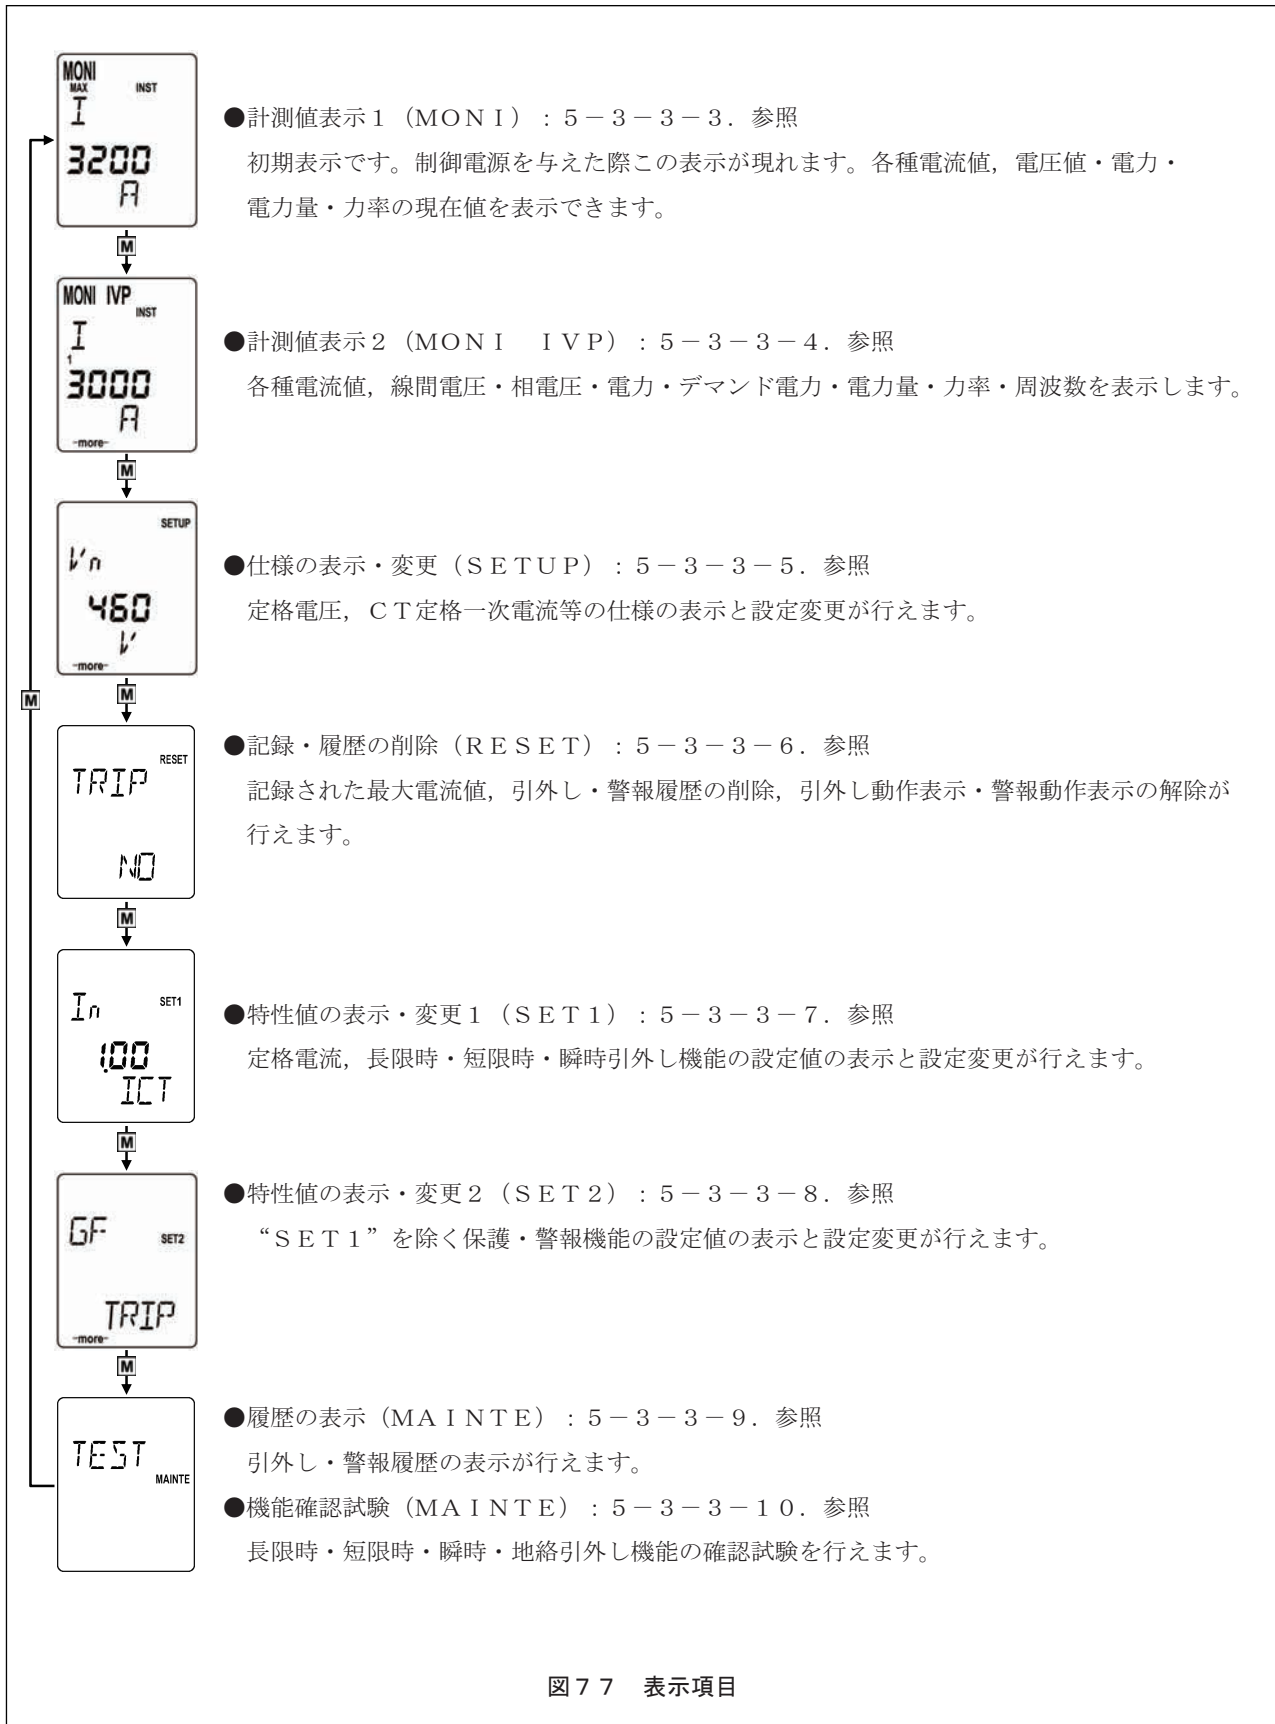 MONI
MAX INST
I
3200
A
●計測値表示1（MONI）：5－3－3－3．参照
初期表示です。制御電源を与えた際この表示が現れます。各種電流値，電圧値・電力・
電力量・力率の現在値を表示できます。
M
MONI IVP
INST
I
1
3000
A
-more-
●計測値表示2（MONI　IVP）：5－3－3－4．参照
各種電流値，線間電圧・相電圧・電力・デマンド電力・電力量・力率・周波数を表示します。
M
SETUP
Vn
460
V
-more-
●仕様の表示・変更（SETUP）：5－3－3－5．参照
定格電圧，CT定格一次電流等の仕様の表示と設定変更が行えます。
M
M
RESET
TRIP
NO
●記録・履歴の削除（RESET）：5－3－3－6．参照
記録された最大電流値，引外し・警報履歴の削除，引外し動作表示・警報動作表示の解除が
行えます。
M
In SET1
1.00
ICT
●特性値の表示・変更1（SET1）：5－3－3－7．参照
定格電流，長限時・短限時・瞬時引外し機能の設定値の表示と設定変更が行えます。
M
GF SET2
TRIP
-more-
●特性値の表示・変更2（SET2）：5－3－3－8．参照
“SET1”を除く保護・警報機能の設定値の表示と設定変更が行えます。
M
TEST
MAINTE
●履歴の表示（MAINTE）：5－3－3－9．参照
引外し・警報履歴の表示が行えます。
●機能確認試験（MAINTE）：5－3－3－10．参照
長限時・短限時・瞬時・地絡引外し機能の確認試験を行えます。
図77　表示項目